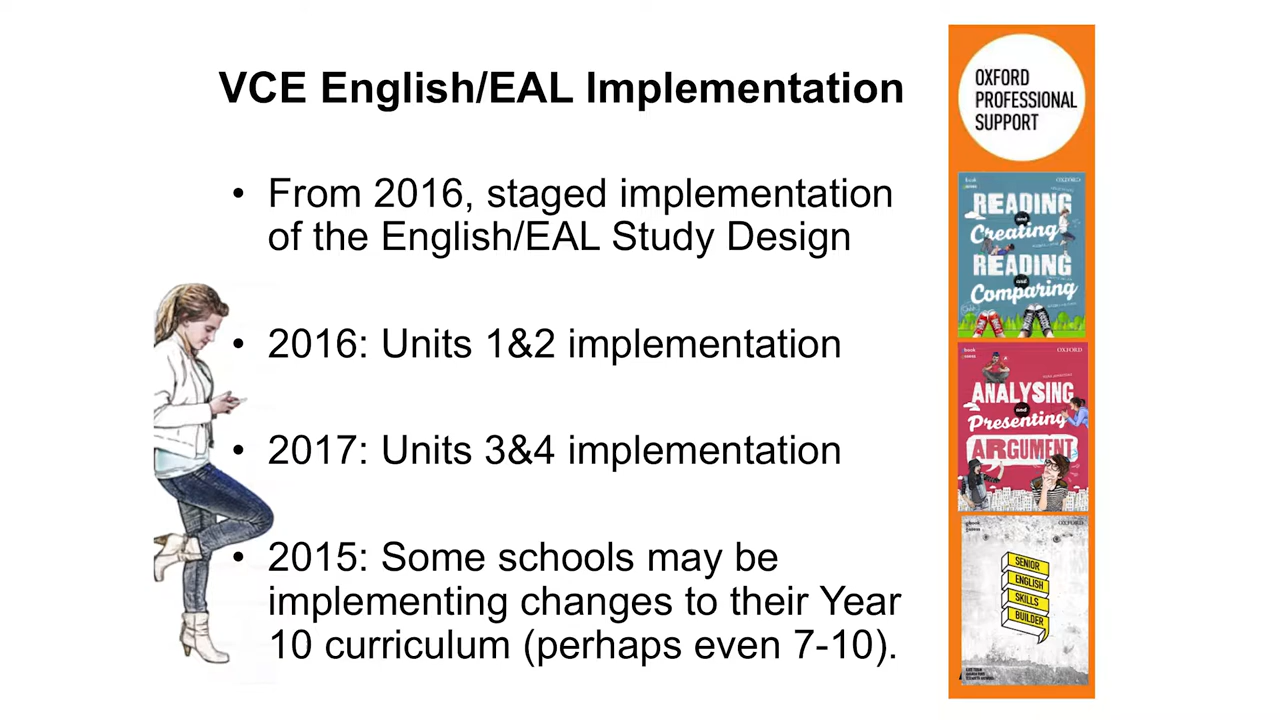 VCE English/EAL Implementation
• From 2016, staged implementation
of the English/EAL Study Design
• 2016: Units 1&2 implementation
• 2017: Units 3&4 implementation
• 2015: Some schools may be
implementing changes to their Year
10 curriculum (perhaps even 7-10).
OXFORD
PROFESSIONAL
SUPPORT
OXFORD
READING
and
Creating
READING
and
Comparing
OXFORD
ANALYSING
and
Presenting
ARGUMENT
OXFORD
SENIOR
ENGLISH
SKILLS
BUILDER